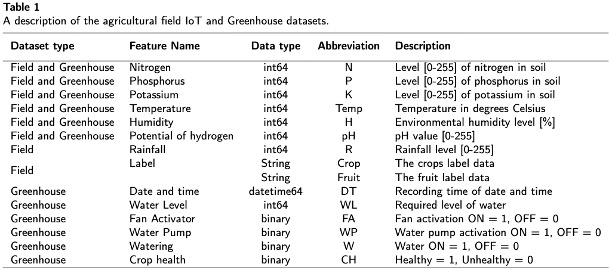 Table 1
A description of the agricultural field IoT and Greenhouse datasets.
Dataset type Feature Name Data type Abbreviation Description
Field and Greenhouse Nitrogen int64 N Level [0-255] of nitrogen in soil
Field and Greenhouse Phosphorus int64 P Level [0-255] of phosphorus in soil
Field and Greenhouse Potassium int64 K Level [0-255] of potassium in soil
Field and Greenhouse Temperature int64 Temp Temperature in degrees Celsius
Field and Greenhouse Humidity int64 H Environmental humidity level [%]
Field and Greenhouse Potential of hydrogen int64 pH pH value [0-255]
Field Rainfall int64 R Rainfall level [0-255]
Field Label String Crop The crops label data
String Fruit The fruit label data
Greenhouse Date and time datetime64 DT Recording time of date and time
Greenhouse Water Level int64 WL Required level of water
Greenhouse Fan Activator binary FA Fan activation ON = 1, OFF = 0
Greenhouse Water Pump binary WP Water pump activation ON = 1, OFF = 0
Greenhouse Watering binary W Water ON = 1, OFF = 0
Greenhouse Crop health binary CH Healthy = 1, Unhealthy = 0